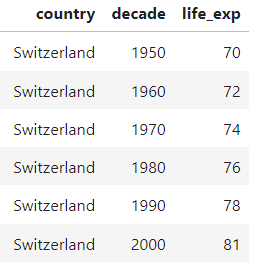 country decade life_exp
Switzerland 1950 70
Switzerland 1960 72
Switzerland 1970 74
Switzerland 1980 76
Switzerland 1990 78
Switzerland 2000 81